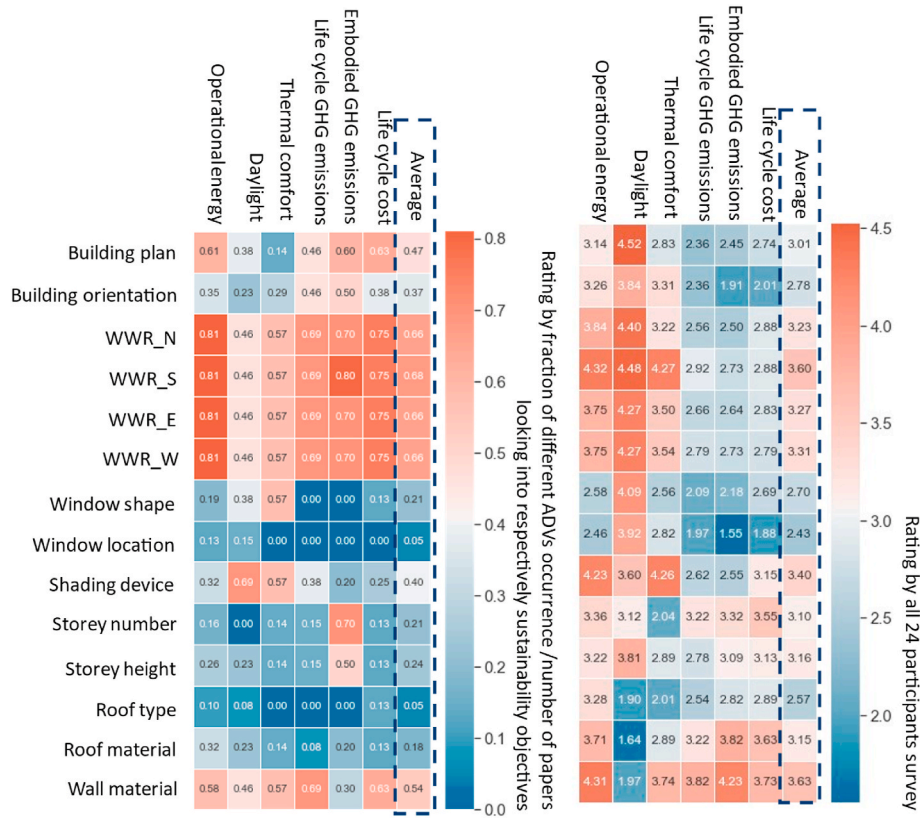 Operationalenergy Daylight Thermal comfort Life cycle GHG emissions Embodied GHG emissions Life cycle cost Average
Building plan 0.61 0.38 0.14 0.46 0.60 0.63 0.47
Building orientation 0.35 0.23 0.29 0.46 0.50 0.38 0.37
WWR_N 0.81 0.46 0.57 0.69 0.70 0.75 0.66
WWR_S 0.81 0.46 0.57 0.69 0.80 0.75 0.68
WWR_E 0.81 0.46 0.57 0.69 0.70 0.75 0.66
WWR_W 0.81 0.46 0.57 0.69 0.70 0.75 0.66
Window shape 0.19 0.38 0.57 0.00 0.00 0.13 0.21
Window location 0.13 0.15 0.00 0.00 0.00 0.00 0.05
Shading device 0.32 0.69 0.57 0.38 0.20 0.25 0.40
Storey number 0.16 0.00 0.14 0.15 0.70 0.13 0.21
Storey height 0.26 0.23 0.14 0.15 0.50 0.13 0.24
Roof type 0.10 0.08 0.00 0.00 0.00 0.13 0.05
Roof material 0.32 0.23 0.14 0.08 0.20 0.13 0.18
Wall material 0.58 0.46 0.57 0.69 0.30 0.63 0.54
0.8
0.7
0.6
0.5
0.4
0.3
0.2
0.1
0.0
Rating by fraction of different ADVs occurrence /number of papers
looking into respectively sustainability objectives
Operationalenergy Daylight Thermal comfort Life cycle GHG emissions Embodied GHG emissions Life cycle cost Average
3.14 4.52 2.83 2.36 2.45 2.74 3.01
3.26 3.84 3.31 2.36 1.91 2.01 2.78
3.84 4.40 3.22 2.56 2.50 2.88 3.23
4.32 4.48 4.27 2.92 2.73 2.88 3.60
3.75 4.27 3.50 2.66 2.64 2.83 3.27
3.75 4.27 3.54 2.79 2.73 2.79 3.31
2.58 4.09 2.56 2.09 2.18 2.69 2.70
2.46 3.92 2.82 1.97 1.55 1.88 2.43
4.23 3.60 4.26 2.62 2.55 3.15 3.40
3.36 3.12 2.04 3.22 3.32 3.55 3.10
3.22 3.81 2.89 2.78 3.09 3.13 3.16
3.28 1.90 2.01 2.54 2.82 2.89 2.57
3.71 1.64 2.89 3.22 3.82 3.63 3.15
4.31 1.97 3.74 3.82 4.23 3.73 3.63
4.5
4.0
3.5
3.0
2.5
2.0
Rating by all 24 participants survey